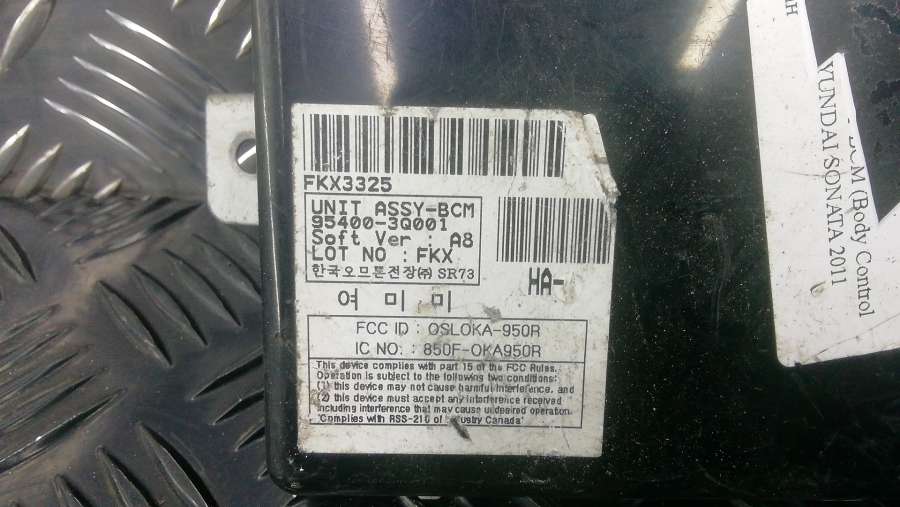 FKX3325
UNIT ASSY-BCM
95400-3Q001
Soft Ver : A8
LOT NO : FKX
한국오므론전장㈜ SR73
HA-
여 미 미
FCC ID : OSLOKA-950R
IC NO. : 850F-OKA950R
This device complies with part 15 of the FCC Rules.
Operation is subject to the following two conditions:
(1) this device may not cause harmful interference, and
(2) this device must accept any interference received
including interference that may cause undesired operation.
"Complies with RSS-210 of Industry Canada"
BCM (Body Control
YUNDAI SONATA 2011